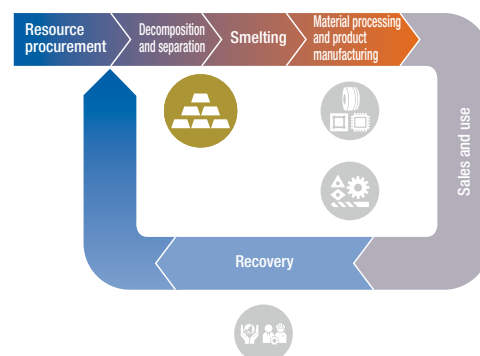 Resource
procurement
Decomposition
and separation
Smelting
Material processing
and product
manufacturing
Sales and use
Recovery